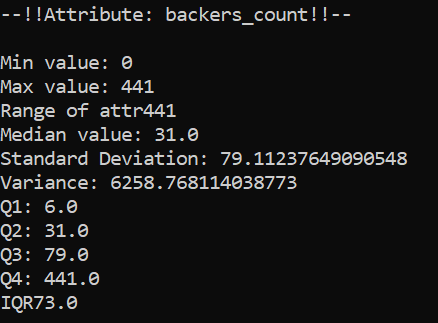 --!!Attribute: backers_count!!--
Min value: 0
Max value: 441
Range of attr441
Median value: 31.0
Standard Deviation: 79.11237649090548
Variance: 6258.768114038773
Q1: 6.0
Q2: 31.0
Q3: 79.0
Q4: 441.0
IQR73.0